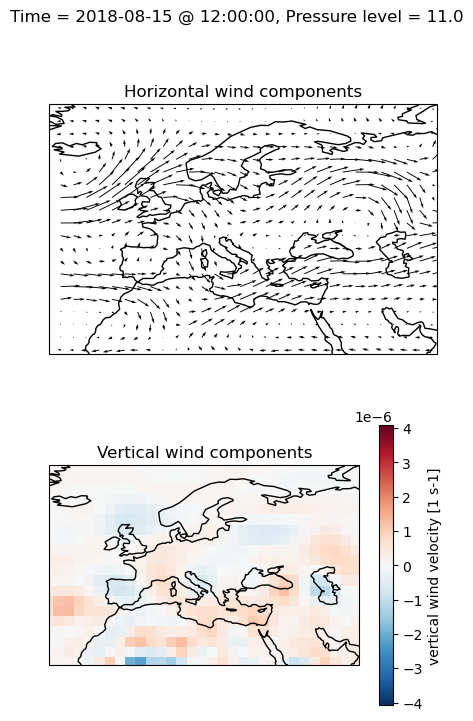 Time = 2018-08-15 @ 12:00:00, Pressure level = 11.0
Horizontal wind components
Vertical wind components
1e−6
4
3
2
1
0
−1
−2
−3
−4
vertical wind velocity [1 s-1]